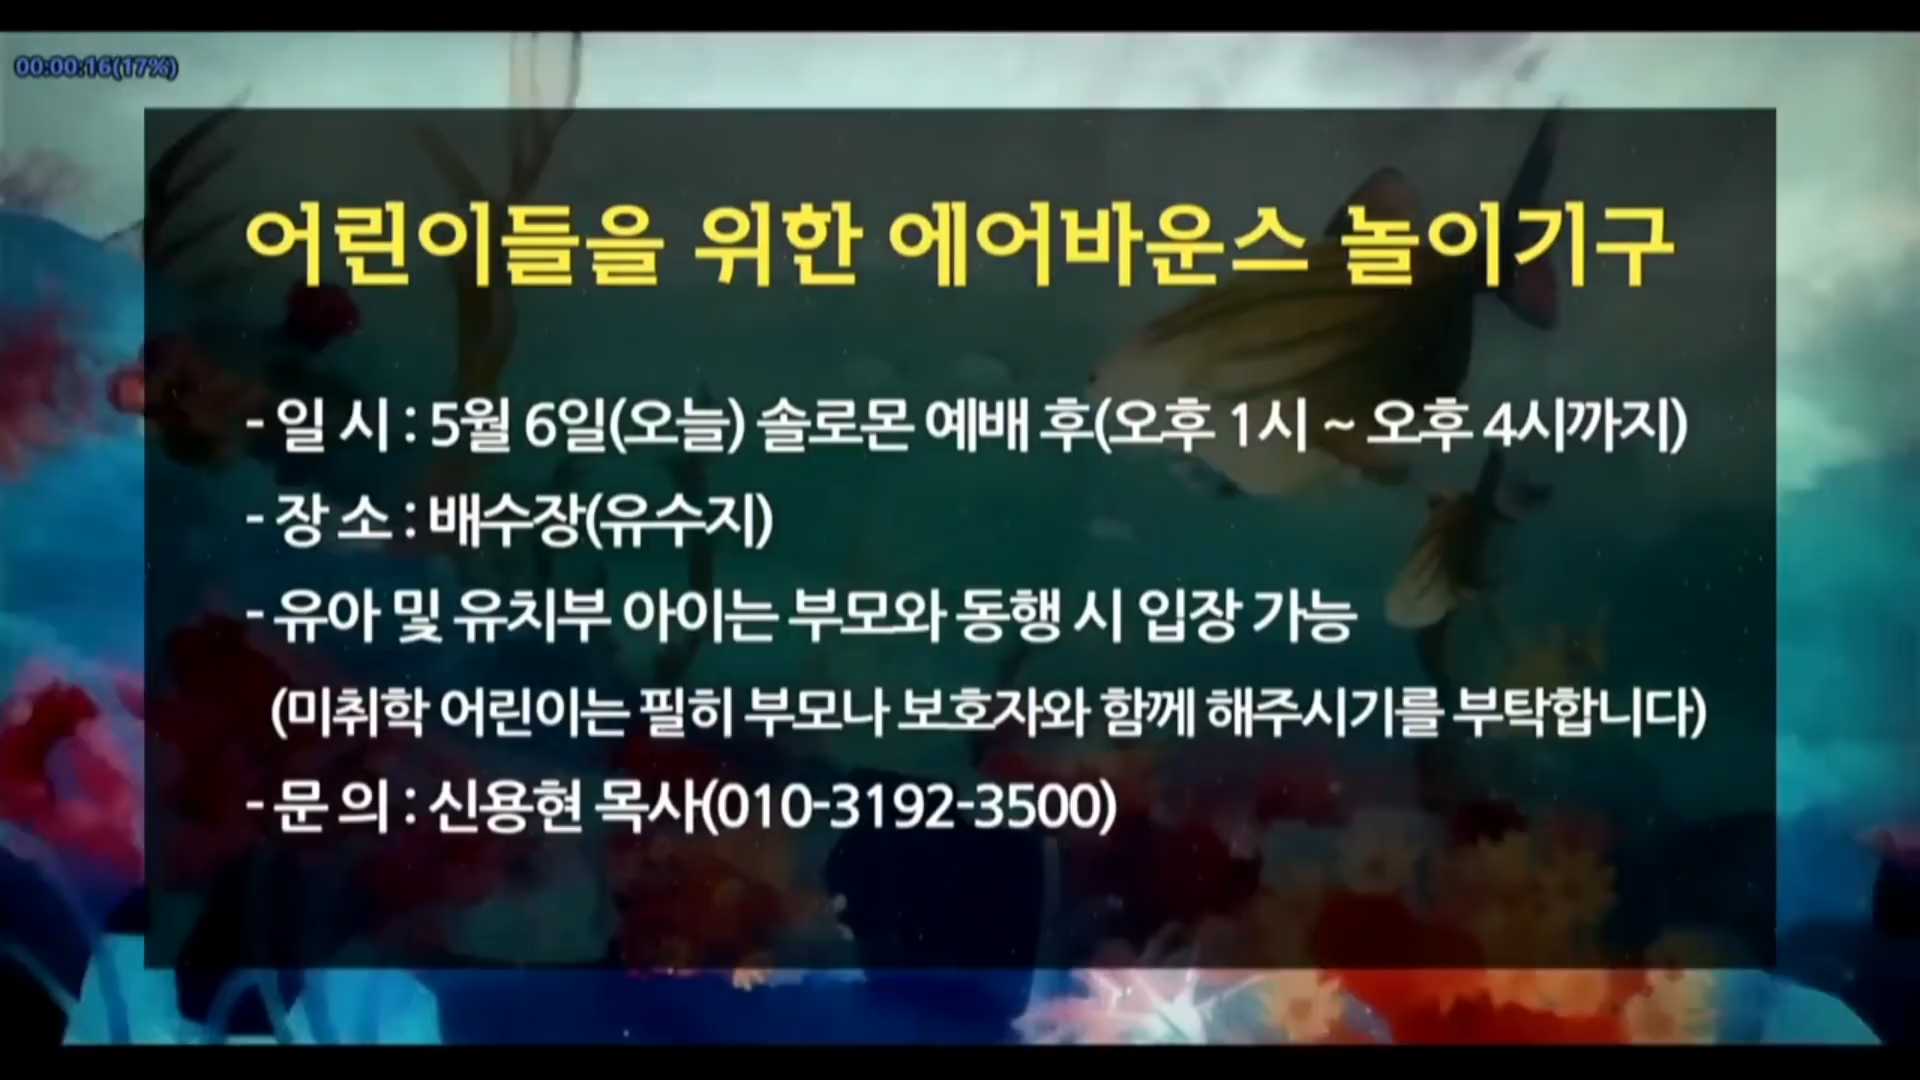 00:00:16(17%)
어린이들을 위한 에어바운스 놀이기구
- 일 시 : 5월 6일(오늘) 솔로몬 예배 후(오후 1시 ~ 오후 4시까지)
- 장 소 : 배수장(유수지)
- 유아 및 유치부 아이는 부모와 동행 시 입장 가능
(미취학 어린이는 필히 부모나 보호자와 함께 해주시기를 부탁합니다)
- 문 의 : 신용현 목사(010-3192-3500)